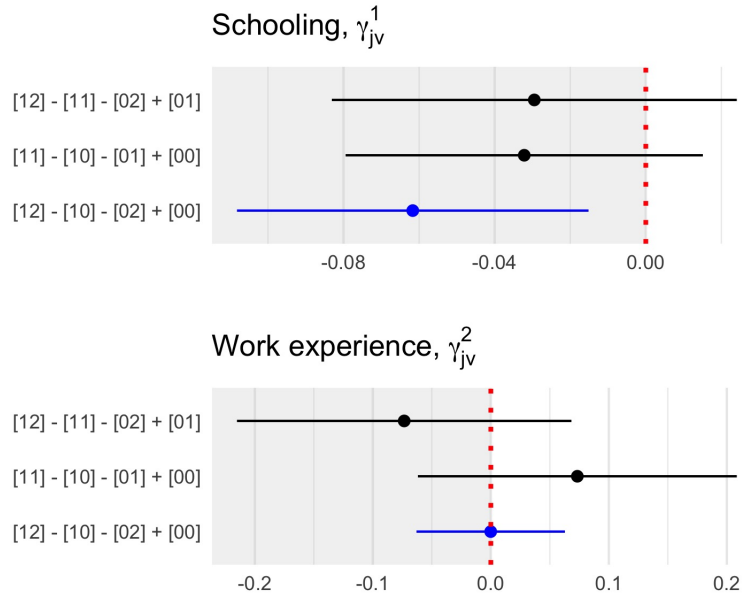 Schooling, γ¹ⱼᵥ
[12] - [11] - [02] + [01]
[11] - [10] - [01] + [00]
[12] - [10] - [02] + [00]
-0.08 -0.04 0.00
Work experience, γ²ⱼᵥ
[12] - [11] - [02] + [01]
[11] - [10] - [01] + [00]
[12] - [10] - [02] + [00]
-0.2 -0.1 0.0 0.1 0.2